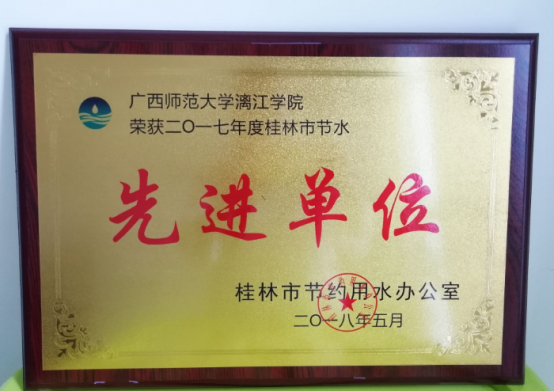 广西师范大学漓江学院
荣获二〇一七年度桂林市节水
先进单位
桂林市节约用水办公室
二〇一八年五月